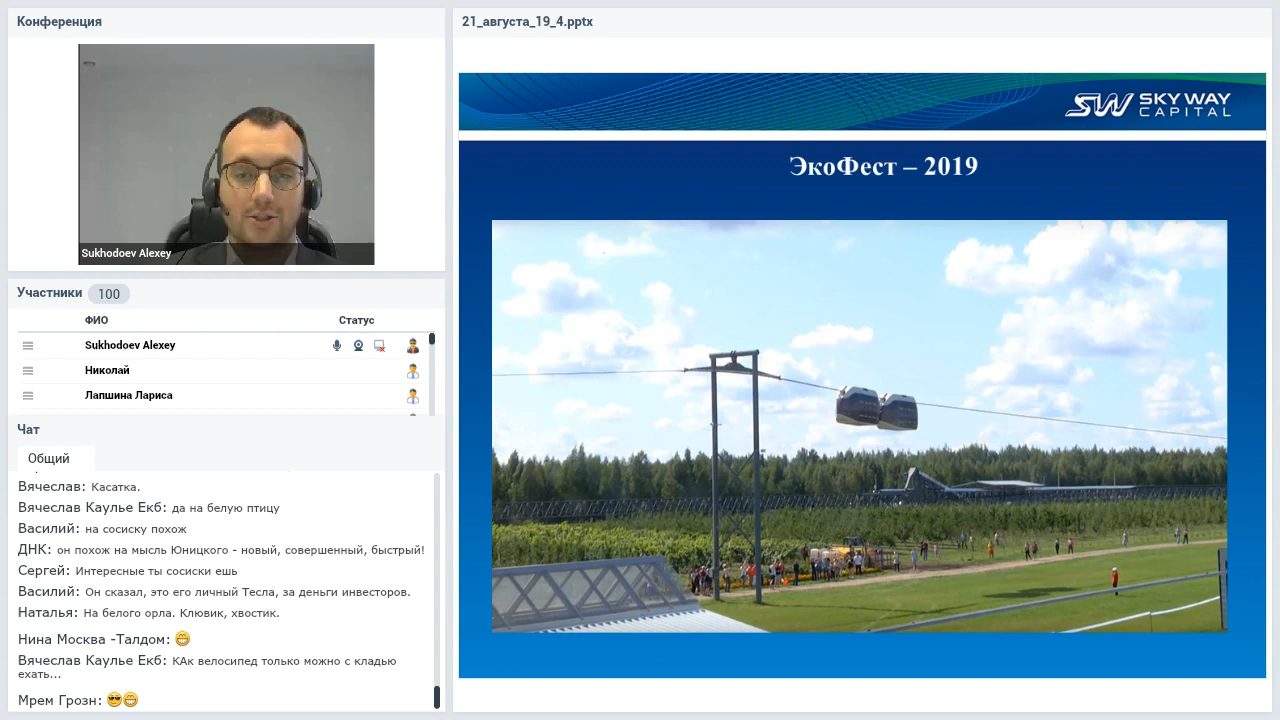 Конференция
Sukhodoev Alexey
Участники 100
ФИО Статус
Sukhodoev Alexey
Николай
Лапшина Лариса
Чат
Общий
Вячеслав: Касатка.
Вячеслав Каулье Екб: да на белую птицу
Василий: на сосиску похож
ДНК: он похож на мысль Юницкого - новый, совершенный, быстрый!
Сергей: Интересные ты сосиски ешь
Василий: Он сказал, это его личный Тесла, за деньги инвесторов.
Наталья: На белого орла. Клювик, хвостик.
Нина Москва -Талдом:
Вячеслав Каулье Екб: КАк велосипед только можно с кладью
ехать...
Мрем Грозн:
21_августа_19_4.pptx
SW SKY WAY
CAPITAL
ЭкоФест – 2019